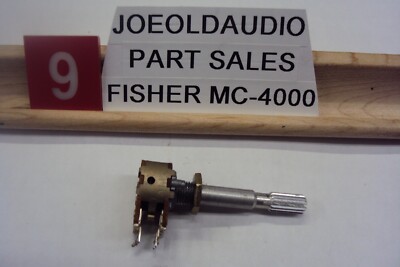 JOEOLDAUDIO
PART SALES
9
FISHER MC-4000